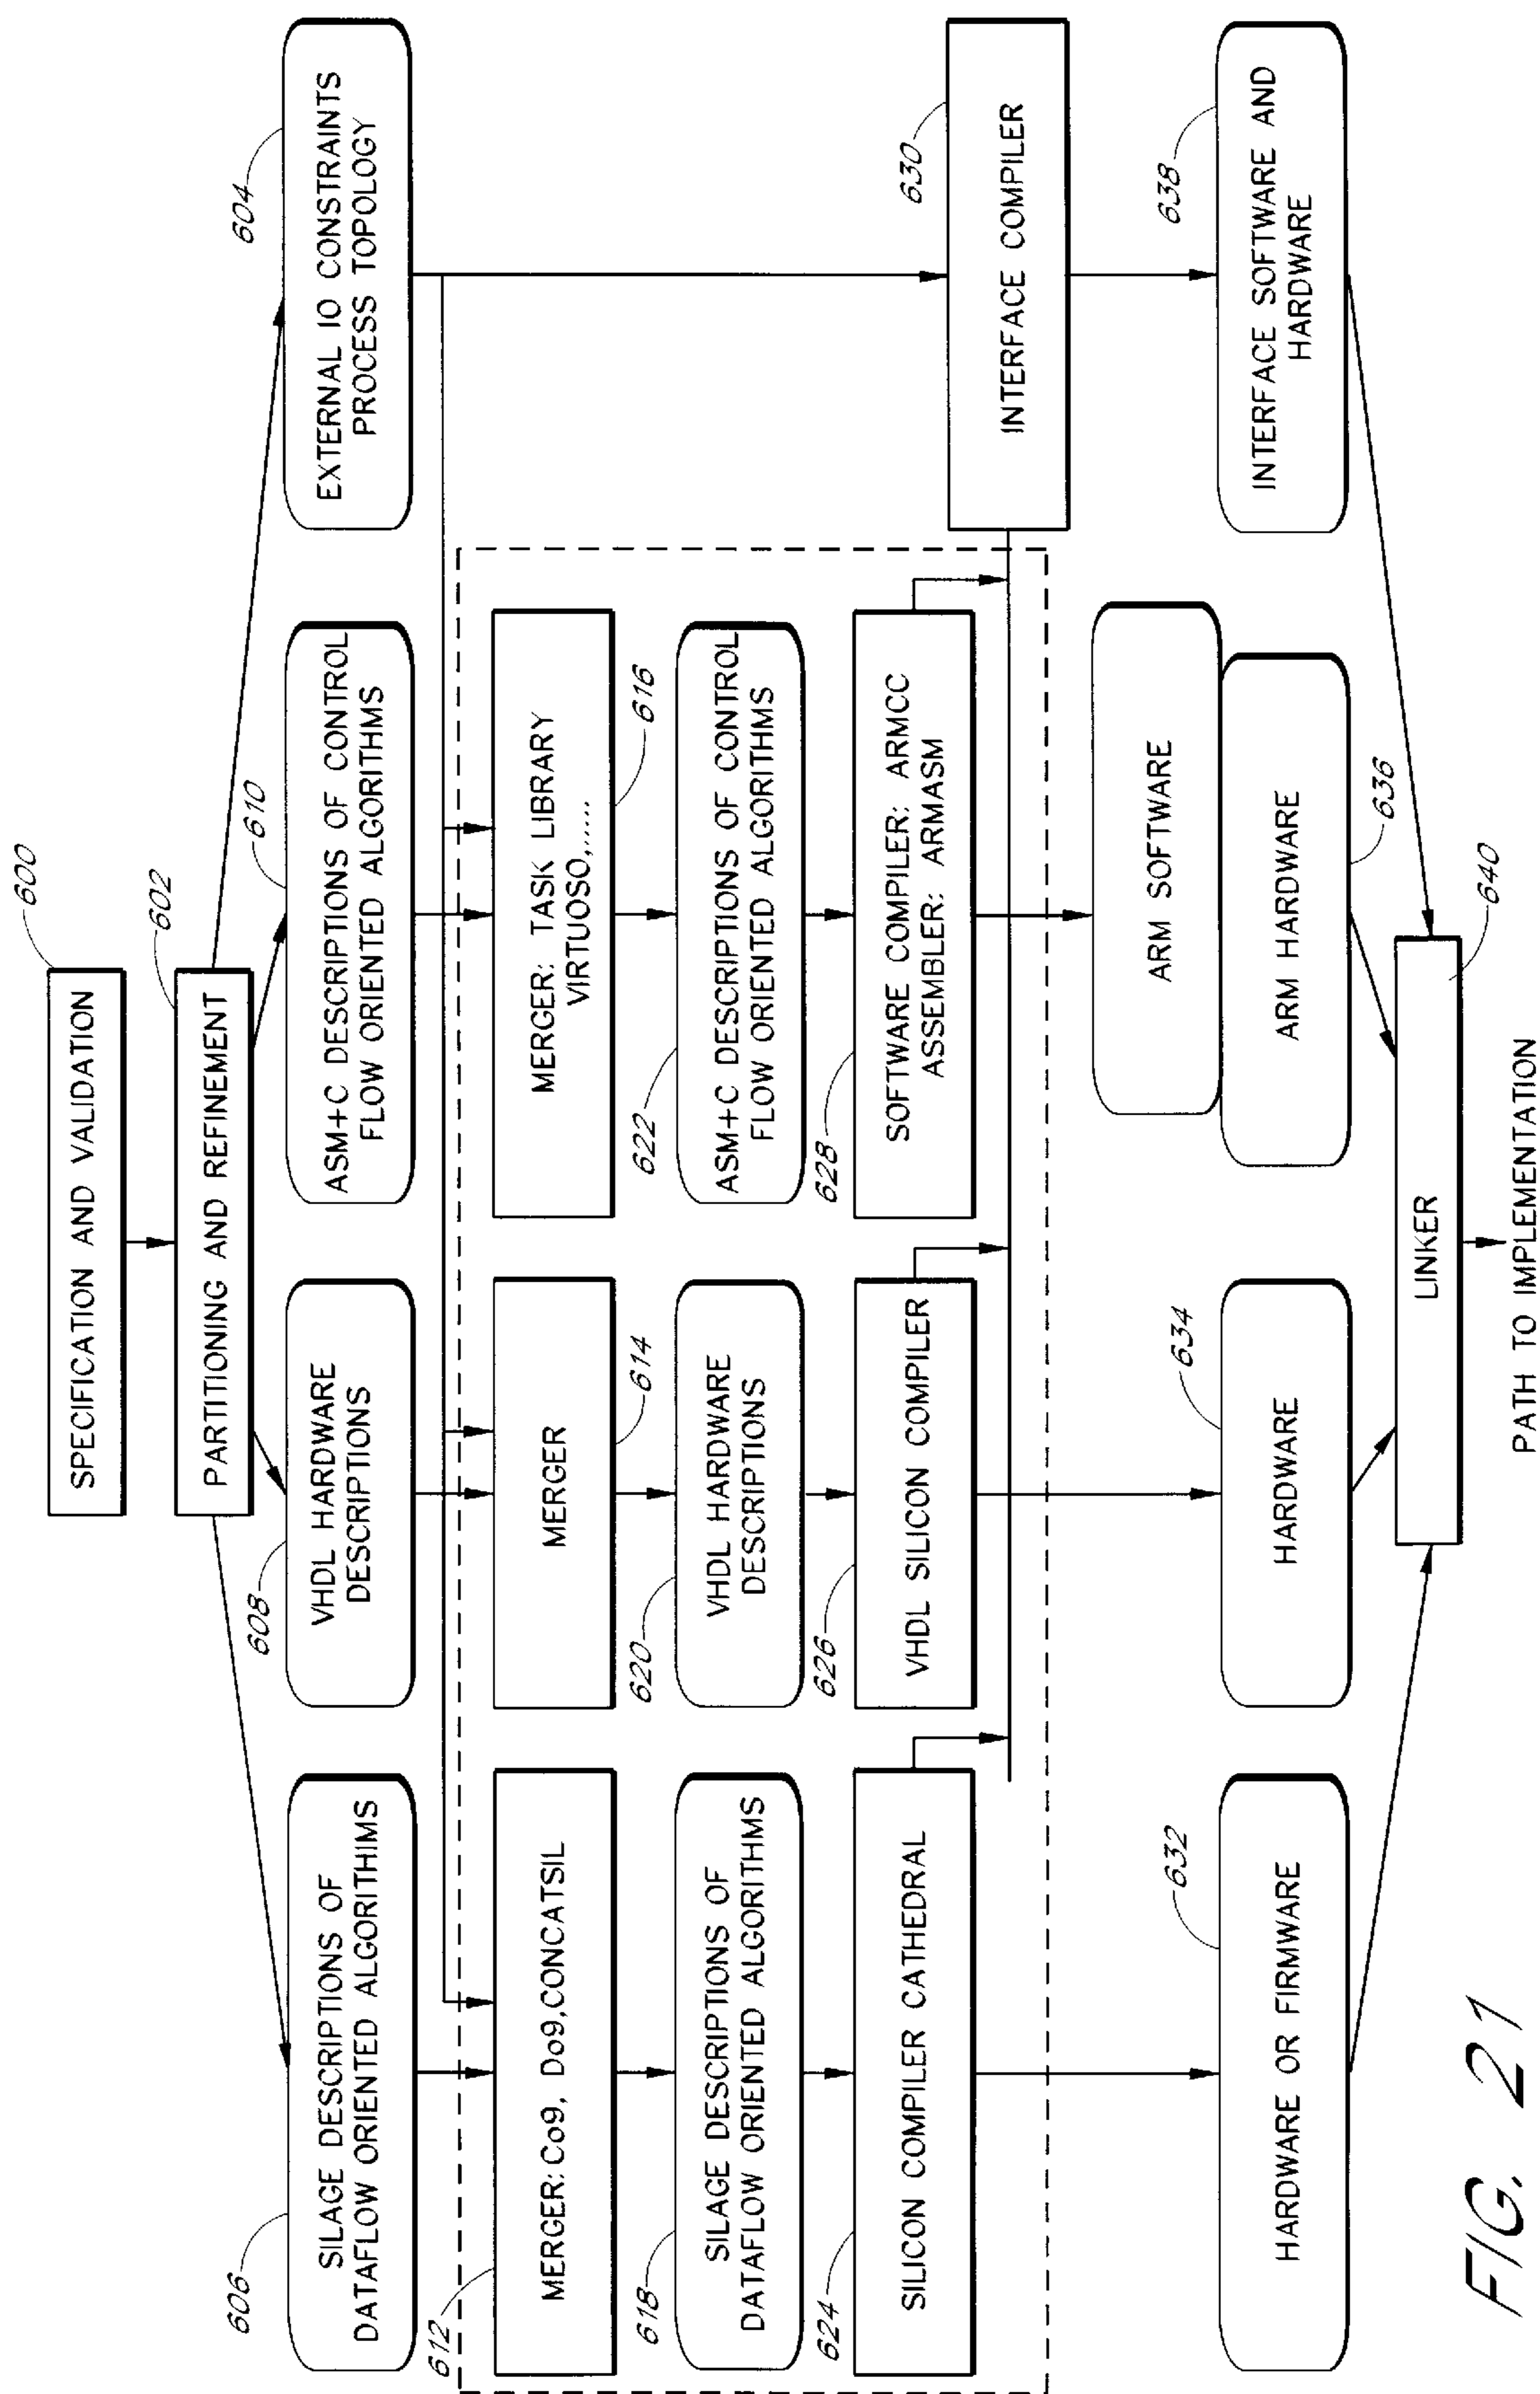 600
SPECIFICATION AND VALIDATION
602
PARTITIONING AND REFINEMENT
604
EXTERNAL IO CONSTRAINTS
PROCESS TOPOLOGY
606
SILAGE DESCRIPTIONS OF
DATAFLOW ORIENTED ALGORITHIMS
608
VHDL HARDWARE
DESCRIPTIONS
610
ASM+C DESCRIPTIONS OF CONTROL
FLOW ORIENTED ALGORITHMS
612
MERGER: Co9, Do9, CONCATSIL
MERGER
614
MERGER: TASK LIBRARY
VIRTUOSO,.....
616
618
SILAGE DESCRIPTIONS OF
DATAFLOW ORIENTED ALGORITHMS
620
VHDL HARDWARE
DESCRIPTIONS
622
ASM+C DESCRIPTIONS OF CONTROL
FLOW ORIENTED ALGORITHMS
624
SILICON COMPILER CATHEDRAL
626
VHDL SILICON COMPILER
628
SOFTWARE COMPILER: ARMCC
ASSEMBLER: ARMASM
630
INTERFACE COMPILER
632
HARDWARE OR FIRMWARE
634
HARDWARE
ARM SOFTWARE
ARM HARDWARE
636
638
INTERFACE SOFTWARE AND
HARDWARE
LINKER
640
PATH TO IMPLEMENTATION
FIG. 21